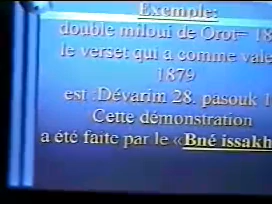 Exemple:
double miloui de Orot= 18
le verset qui a comme vale
1879
est :Dévarim 28. pasouk 1
Cette démonstration
a été faite par le «Bné issakh